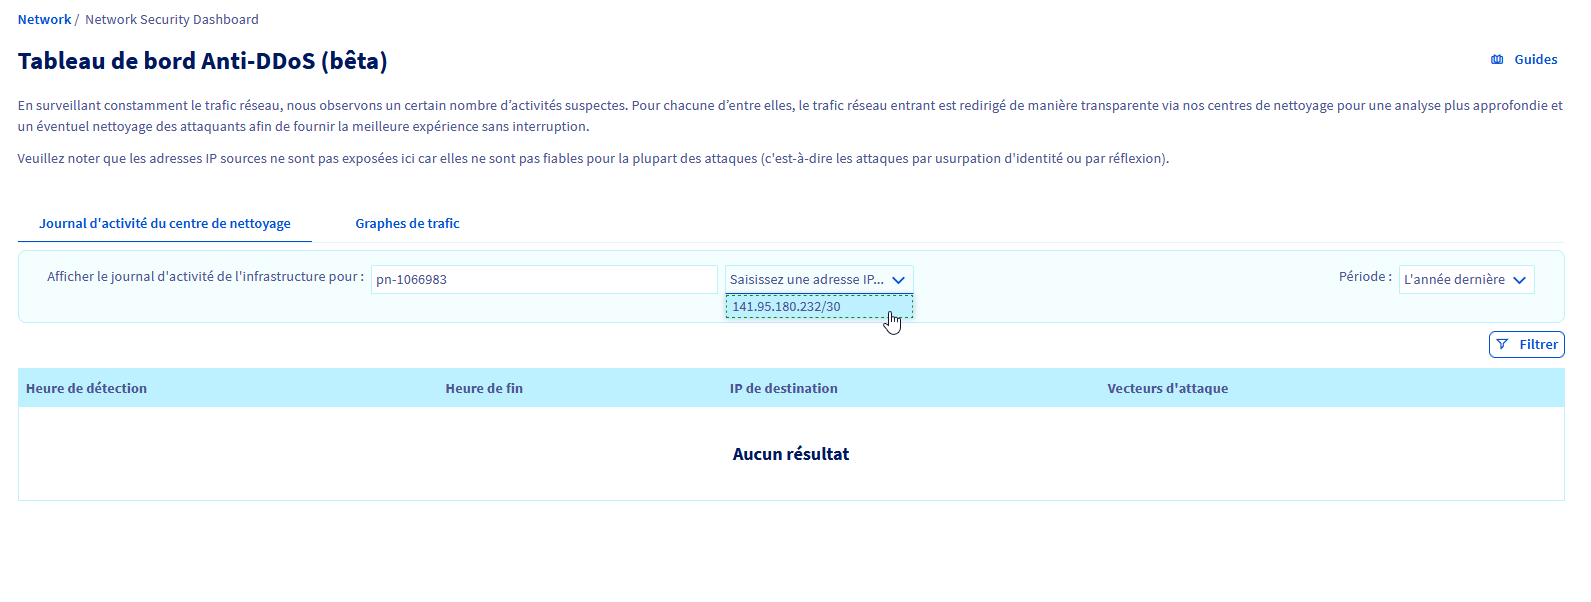 Network / Network Security Dashboard
Tableau de bord Anti-DDoS (bêta)
Guides
En surveillant constamment le trafic réseau, nous observons un certain nombre d’activités suspectes. Pour chacune d’entre elles, le trafic réseau entrant est redirigé de manière transparente via nos centres de nettoyage pour une analyse plus approfondie et
un éventuel nettoyage des attaquants afin de fournir la meilleure expérience sans interruption.
Veuillez noter que les adresses IP sources ne sont pas exposées ici car elles ne sont pas fiables pour la plupart des attaques (c'est-à-dire les attaques par usurpation d'identité ou par réflexion).
Journal d'activité du centre de nettoyage Graphes de trafic
Afficher le journal d'activité de l'infrastructure pour : pn-1066983 Saisissez une adresse IP... Période : L'année dernière
141.95.180.232/30
Filtrer
Heure de détection Heure de fin IP de destination Vecteurs d'attaque
Aucun résultat